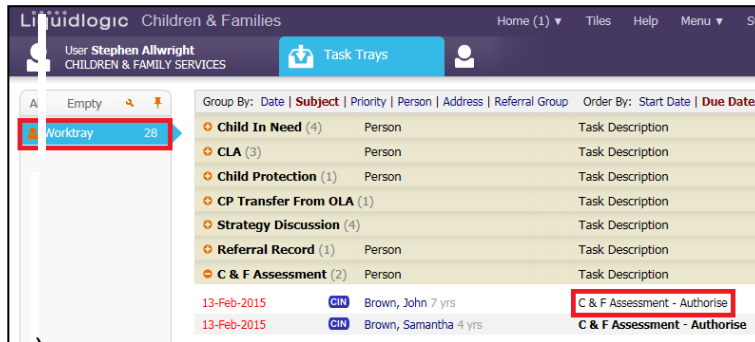 Liquidlogic Children & Families Home (1) ▼ Tiles Help Menu ▼
User Stephen Allwright
CHILDREN & FAMILY SERVICES
Task Trays
Empty
Group By: Date | Subject | Priority | Person | Address | Referral Group Order By: Start Date | Due Date
Worktray 28
Child In Need (4) Person Task Description
CLA (3) Person Task Description
Child Protection (1) Person Task Description
CP Transfer From OLA (1) Task Description
Strategy Discussion (4) Task Description
Referral Record (1) Person Task Description
C & F Assessment (2) Person Task Description
13-Feb-2015 CIN Brown, John 7 yrs C & F Assessment - Authorise
13-Feb-2015 CIN Brown, Samantha 4 yrs C & F Assessment - Authorise